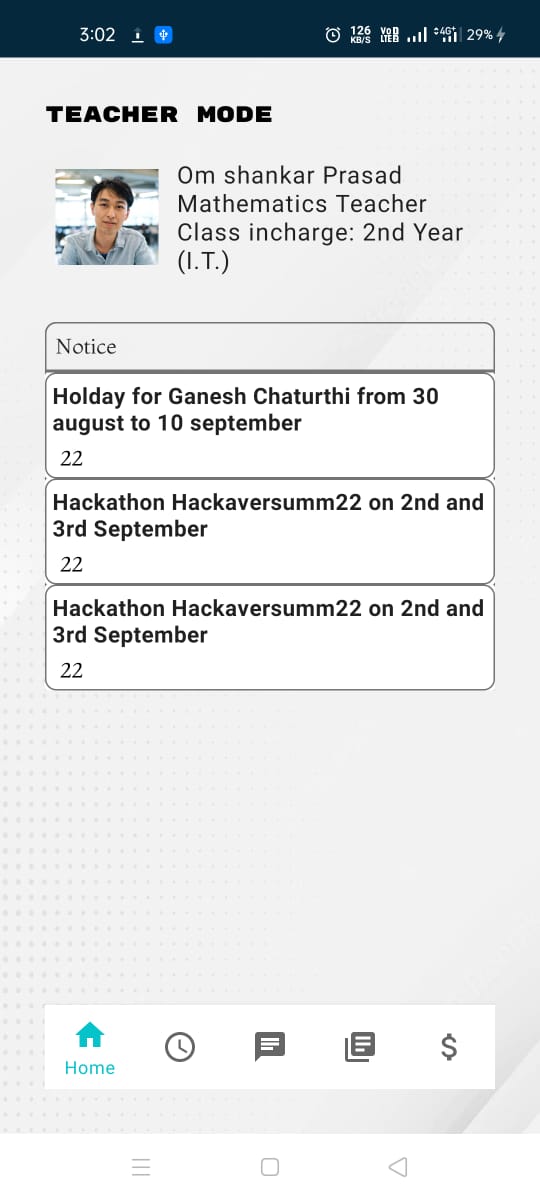 3:02 126 KB/S VoD LTEB 4G+ 29%
TEACHER MODE
Om shankar Prasad
Mathematics Teacher
Class incharge: 2nd Year
(I.T.)
Notice
Holday for Ganesh Chaturthi from 30
august to 10 september
22
Hackathon Hackaversumm22 on 2nd and
3rd September
22
Hackathon Hackaversumm22 on 2nd and
3rd September
22
Home